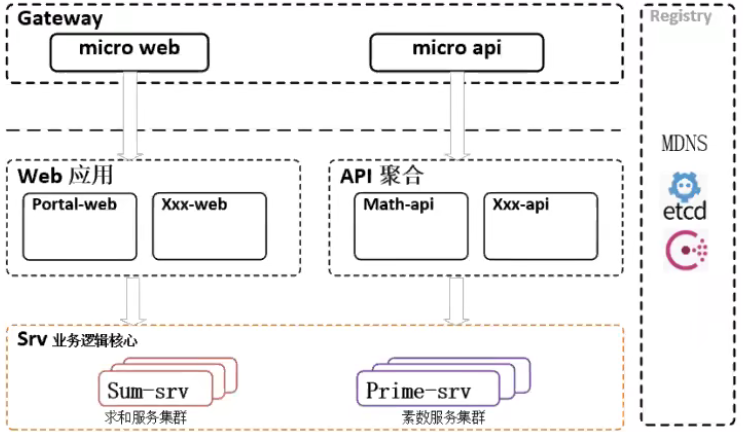 Gateway
micro web
micro api
Registry
MDNS
etcd
Web 应用
Portal-web
Xxx-web
API 聚合
Math-api
Xxx-api
Srv 业务逻辑核心
Sum-srv
求和服务集群
Prime-srv
素数服务集群